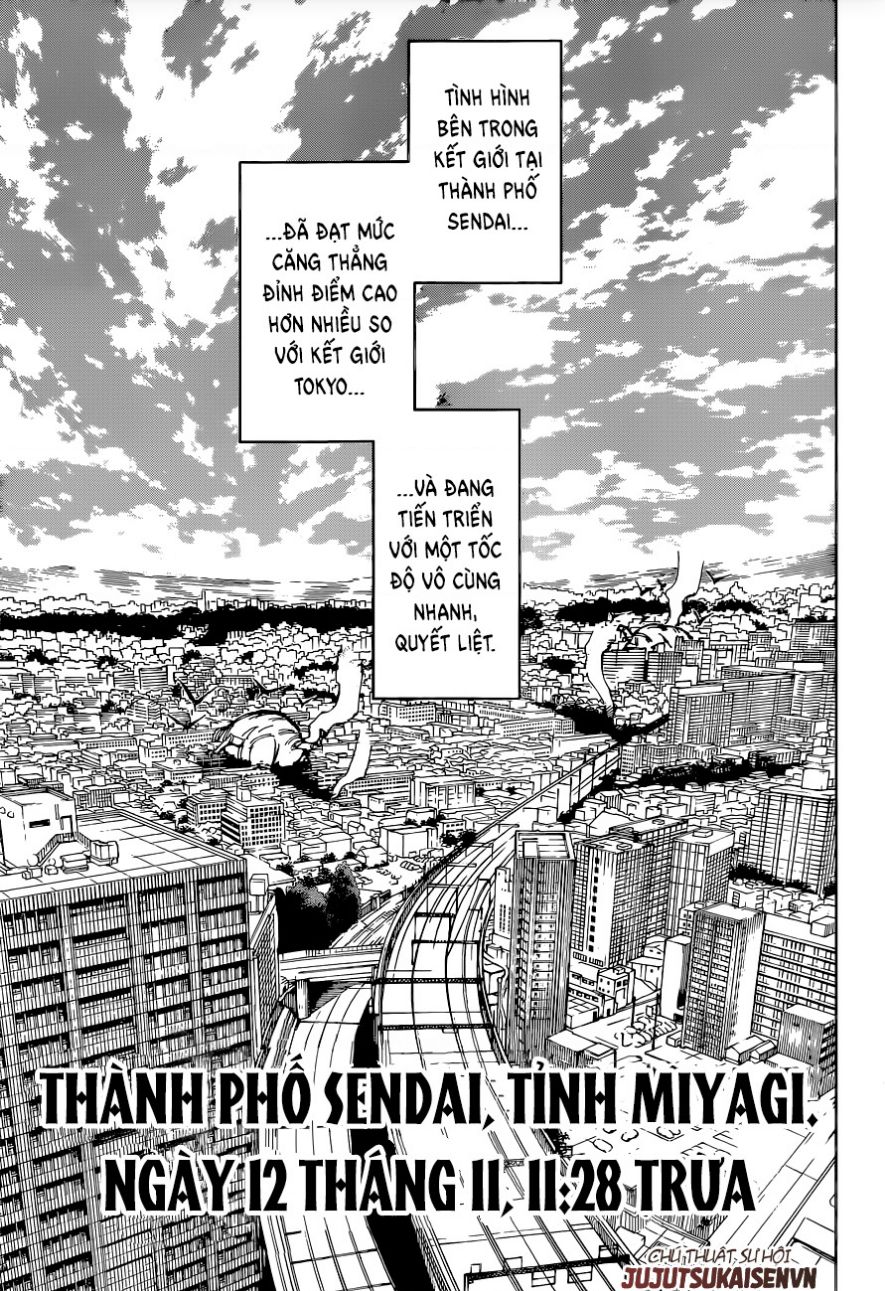 TÌNH HÌNH
BÊN TRONG
KẾT GIỚI TẠI
THÀNH PHỐ
SENDAI...
...ĐÃ ĐẠT MỨC
CĂNG THẲNG
ĐỈNH ĐIỂM CAO
HƠN NHIỀU SO
VỚI KẾT GIỚI
TOKYO...
...VÀ ĐANG
TIẾN TRIỂN
VỚI MỘT TỐC
ĐỘ VÔ CÙNG
NHANH,
QUYẾT LIỆT.
THÀNH PHỐ SENDAI, TỈNH MIYAGI.
NGÀY 12 THÁNG 11, 11:28 TRƯA
CHÚ THUẬT SƯ HỘI
JUJUTSUKAISENVN